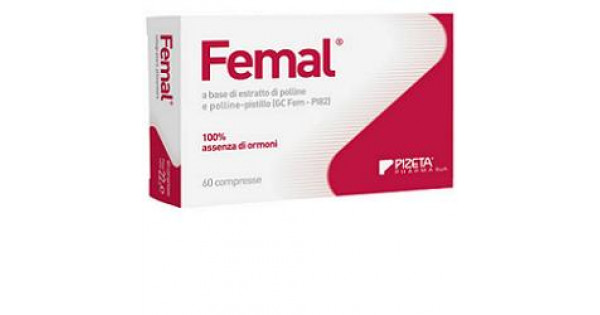 Femal®
a base di estratto di polline
e polline-pistillo (GC Fem - PI82)
100%
assenza di ormoni
60 compresse
PIZETA®
PHARMA